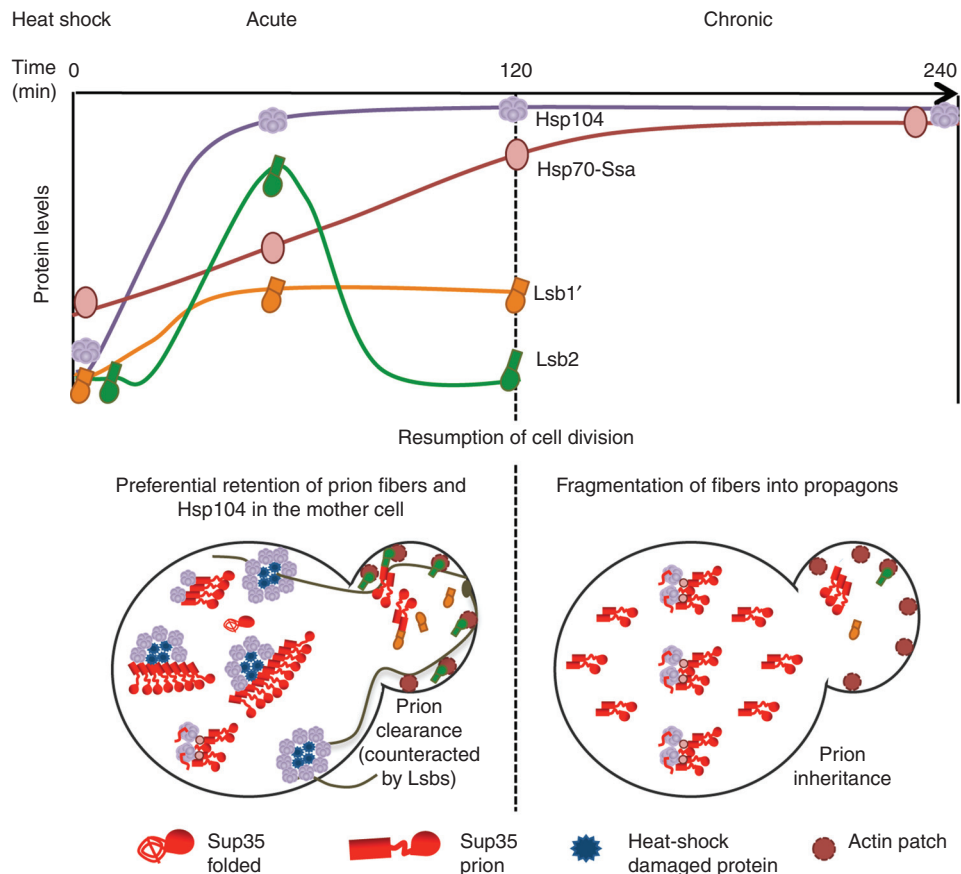 Heat shock Acute Chronic
Time 0 120 240
(min)
Protein levels
Hsp104
Hsp70-Ssa
Lsb1′
Lsb2
Resumption of cell division
Preferential retention of prion fibers and
Hsp104 in the mother cell
Fragmentation of fibers into propagons
Prion
clearance
(counteracted
by Lsbs)
Prion
inheritance
Sup35
folded
Sup35
prion
Heat-shock
damaged protein
Actin patch